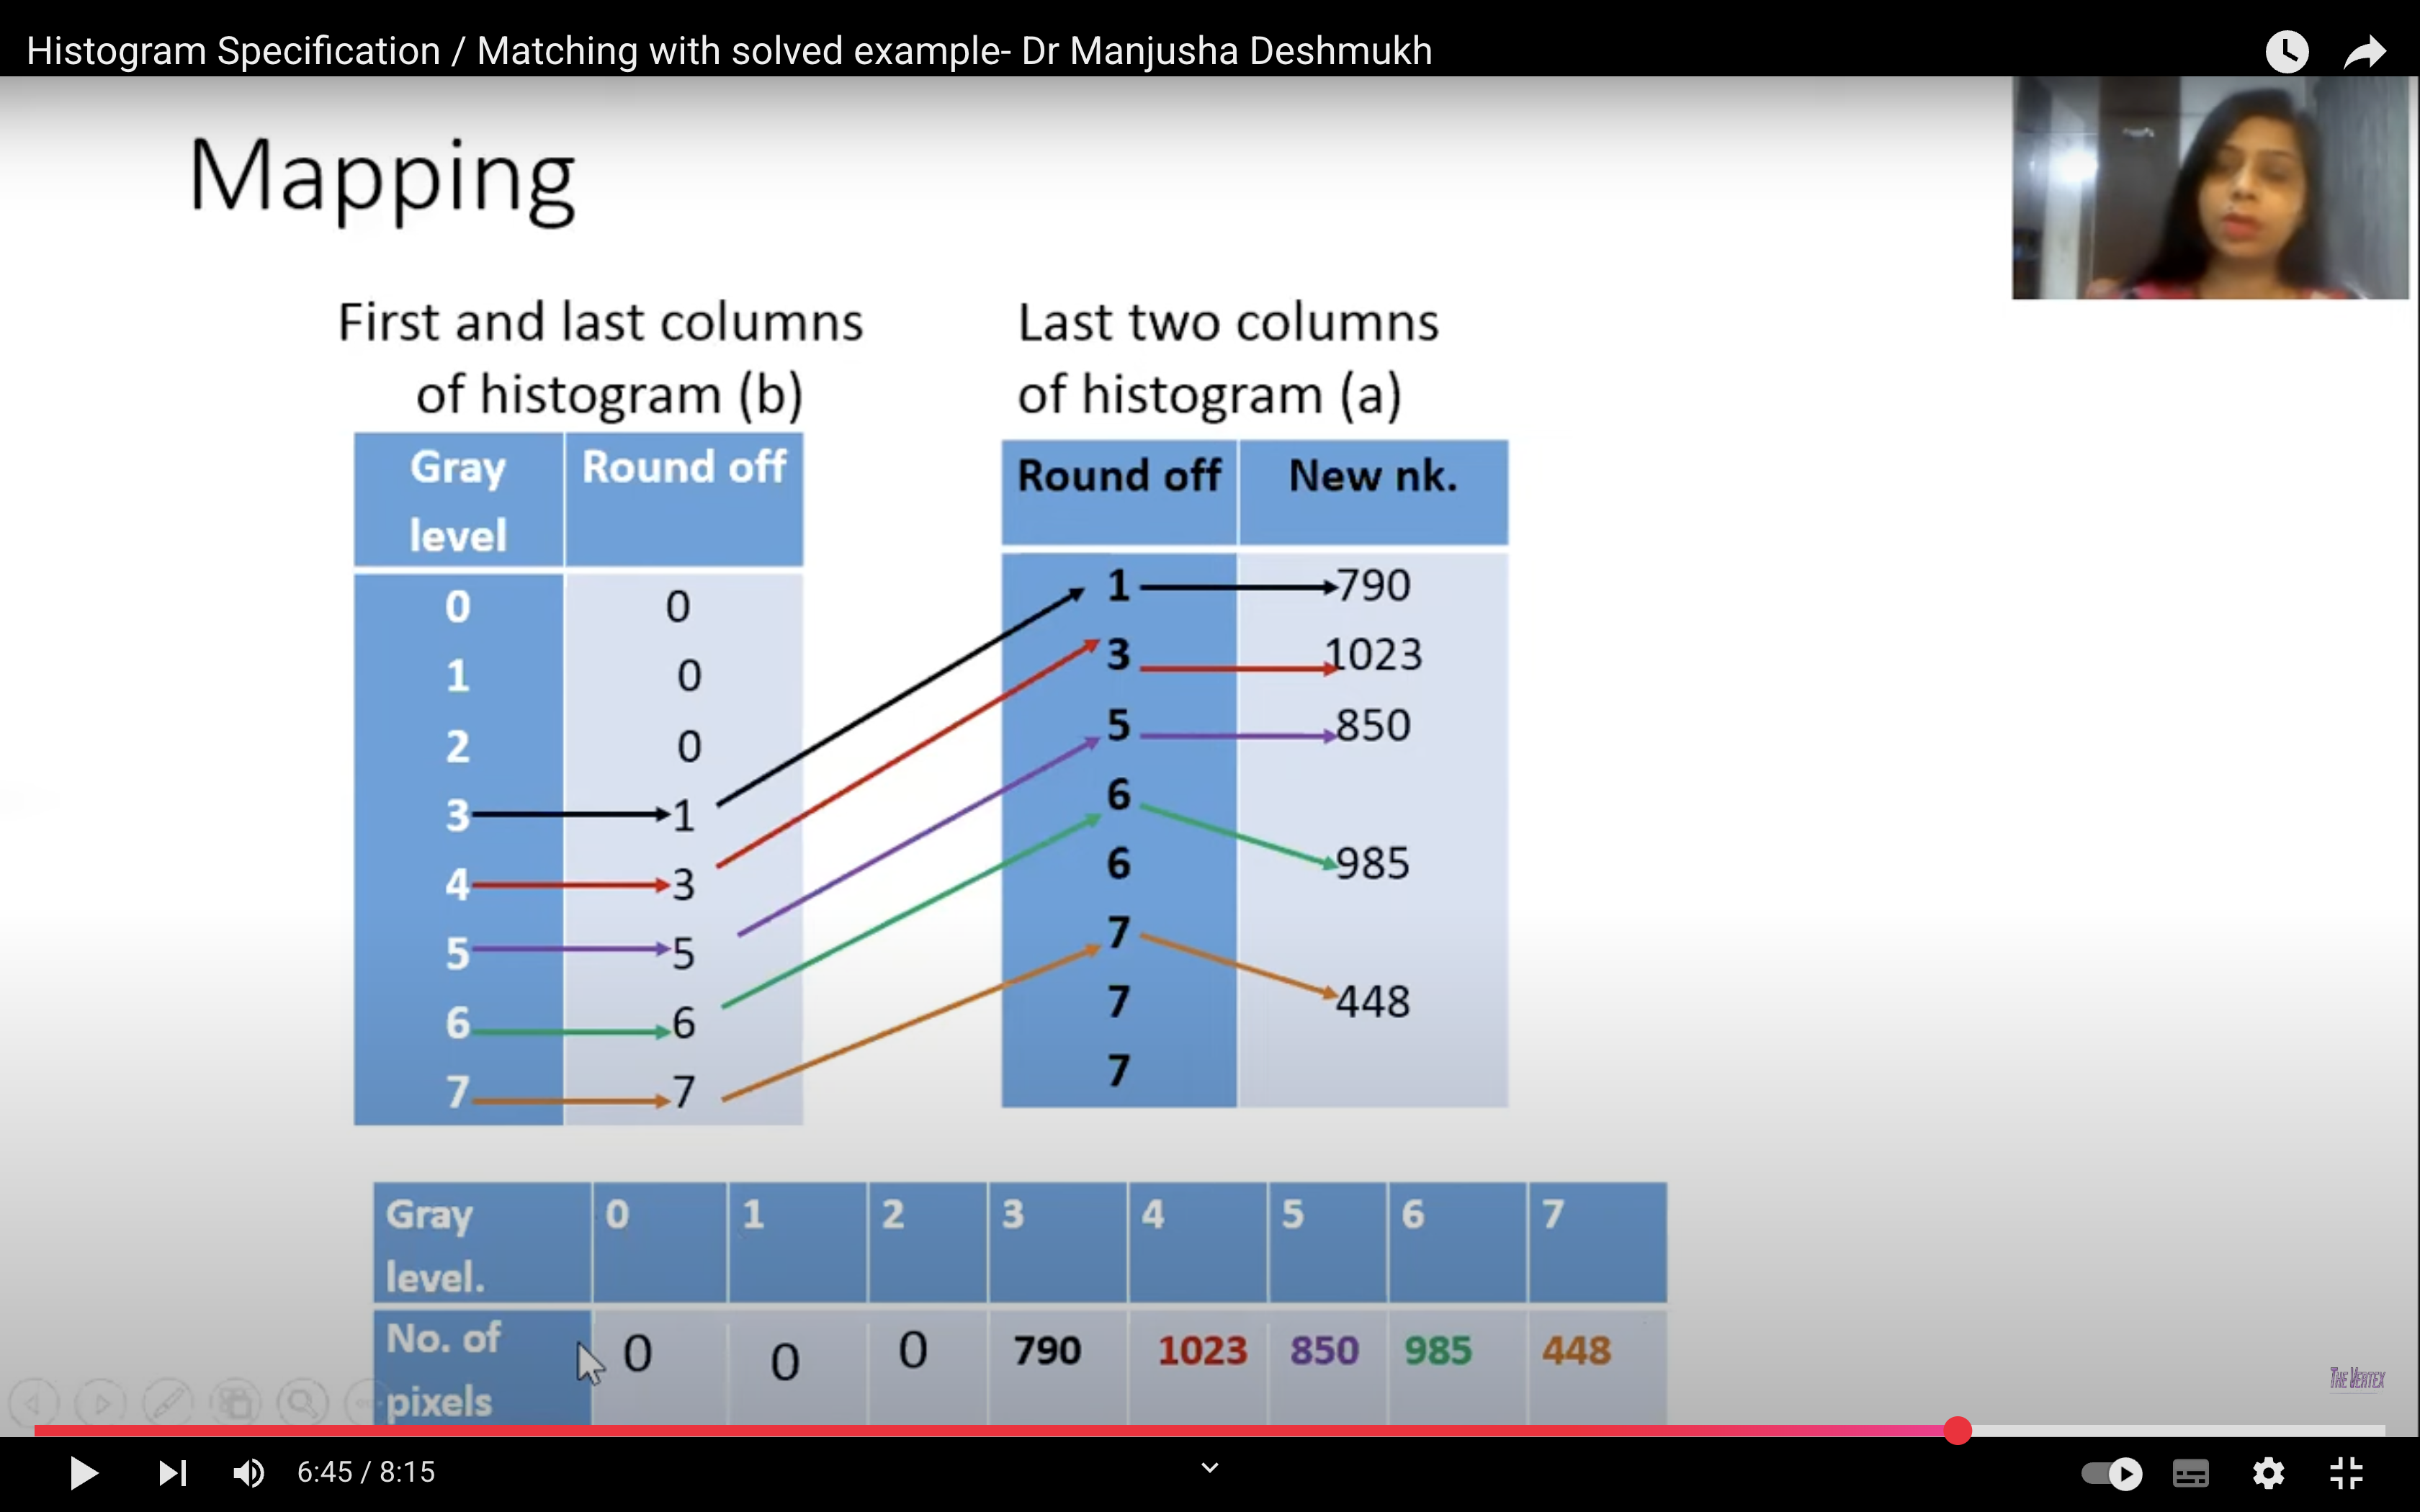 Histogram Specification / Matching with solved example- Dr Manjusha Deshmukh
Mapping
First and last columns
of histogram (b)
Last two columns
of histogram (a)
Gray level Round off
0 0
1 0
2 0
3 1
4 3
5 5
6 6
7 7
Round off New nk.
1 790
3 1023
5 850
6
6 985
7
7 448
7
Gray level. 0 1 2 3 4 5 6 7
No. of pixels 0 0 0 790 1023 850 985 448
THE VERTEX
6:45 / 8:15